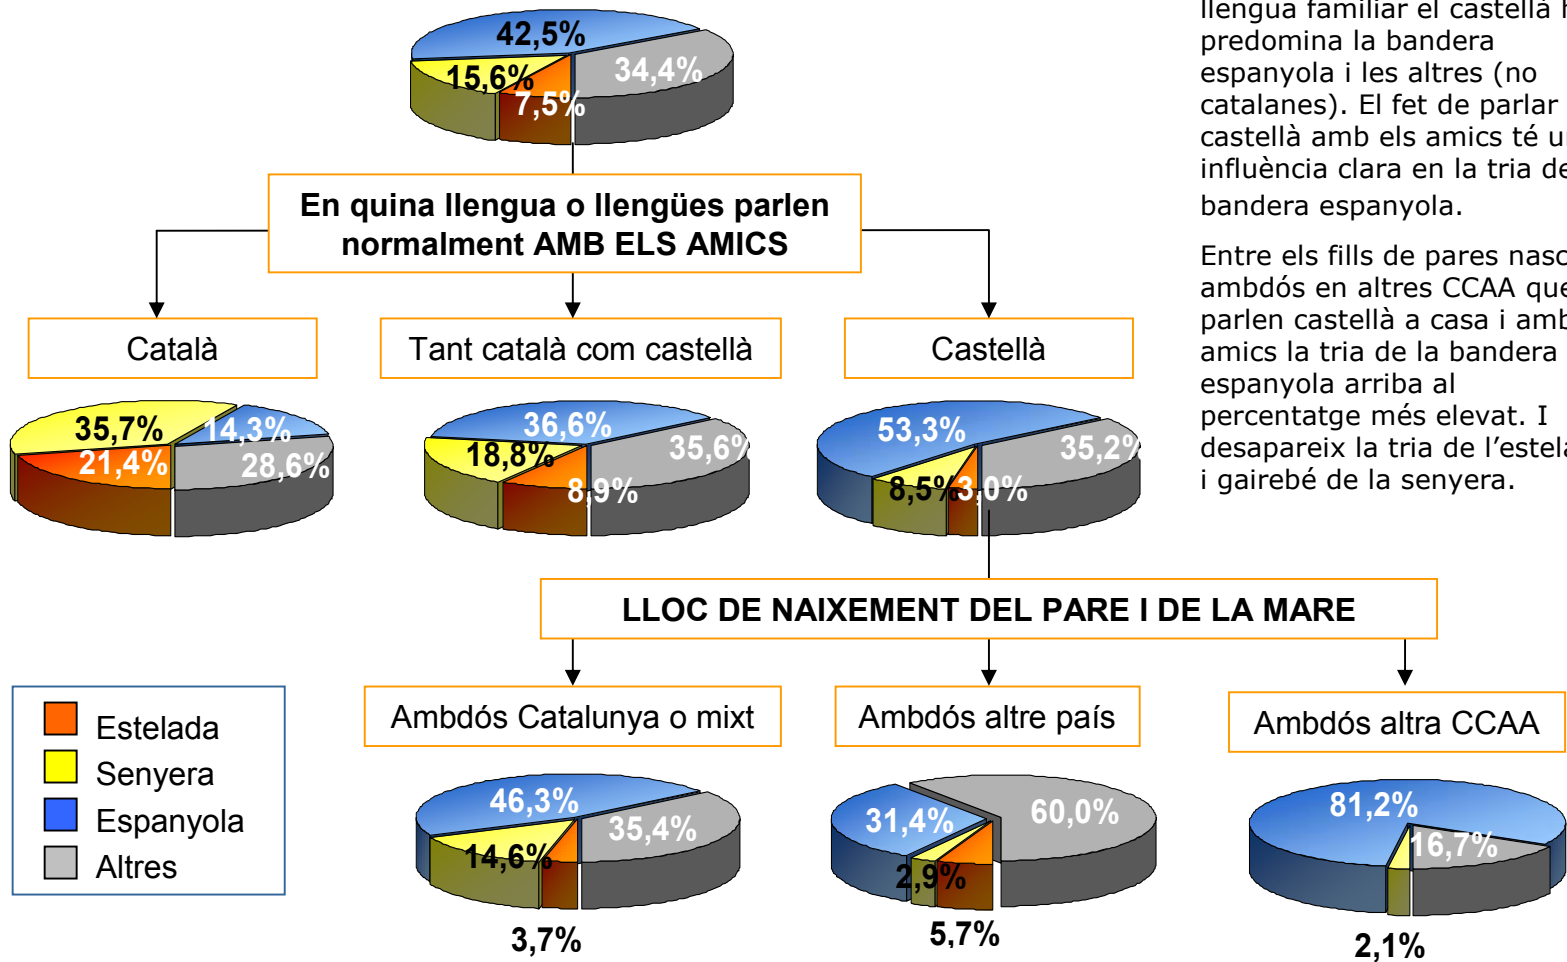 42,5%
34,4%
15,6%
7,5%
En quina llengua o llengües parlen
normalment AMB ELS AMICS
Català
Tant català com castellà
Castellà
35,7%
14,3%
21,4%
28,6%
36,6%
18,8%
35,6%
8,9%
53,3%
35,2%
8,5%
3,0%
LLOC DE NAIXEMENT DEL PARE I DE LA MARE
Ambdós Catalunya o mixt
Ambdós altre país
Ambdós altra CCAA
46,3%
35,4%
14,6%
3,7%
31,4%
60,0%
2,9%
5,7%
81,2%
16,7%
2,1%
Estelada
Senyera
Espanyola
Altres
llengua familiar el castellà
predomina la bandera
espanyola i les altres (no
catalanes). El fet de parlar
castellà amb els amics té
influència clara en la tria
bandera espanyola.
Entre els fills de pares
ambdós en altres CCAA
parlen castellà a casa i
amics la tria de la bandera
espanyola arriba al
percentatge més elevat. I
desapareix la tria de
i gairebé de la senyera.